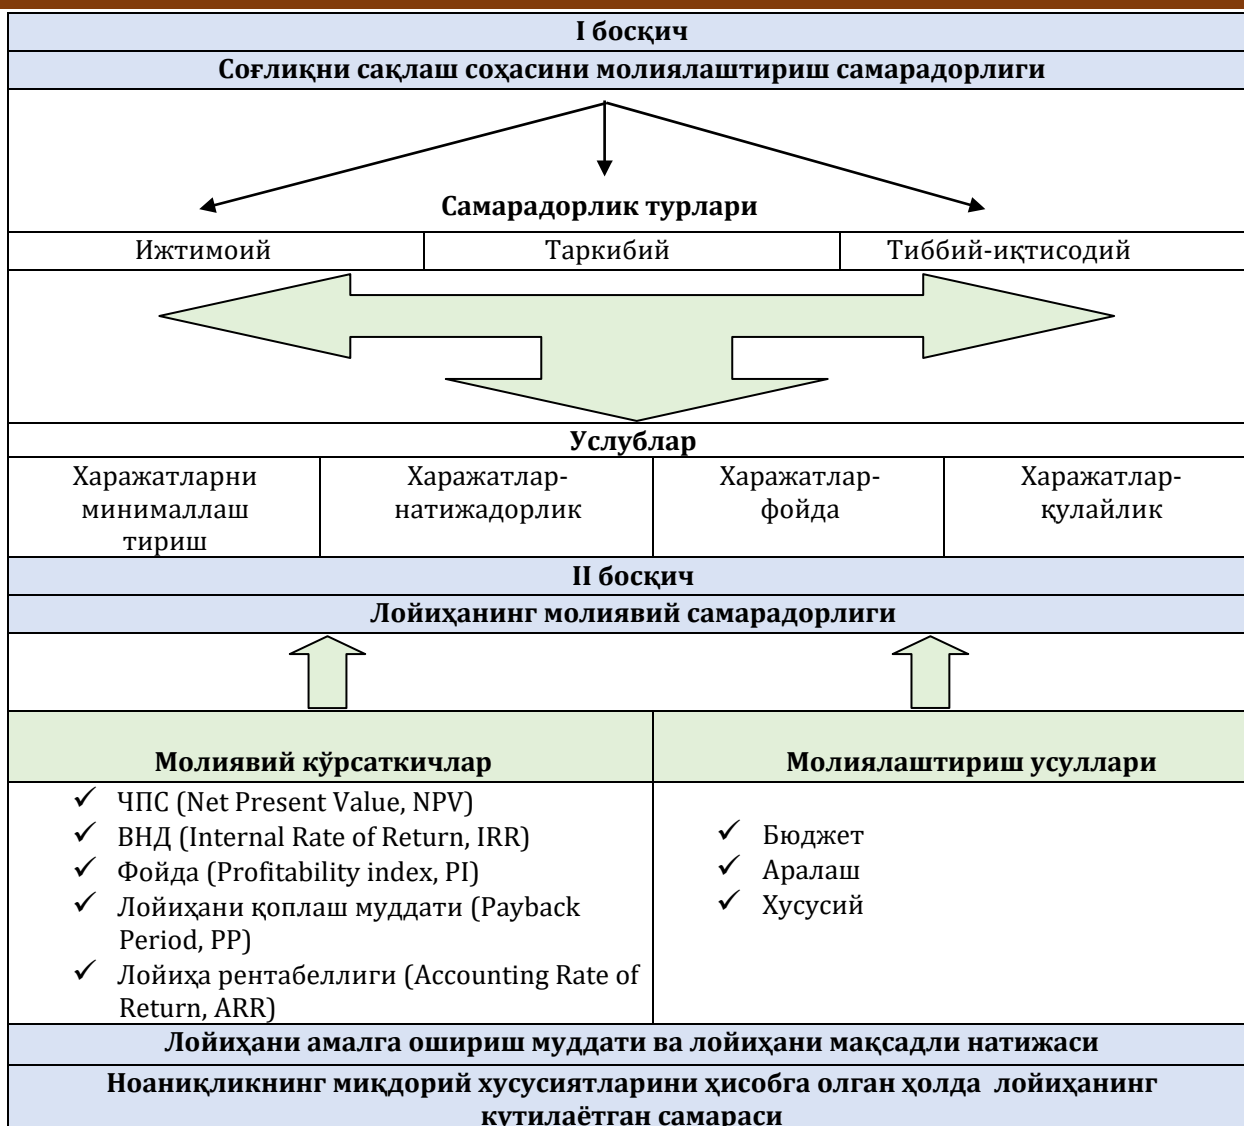 I босқич
Соғлиқни сақлаш соҳасини молиялаштириш самарадорлиги
Самарадорлик турлари
Ижтимоий
Таркибий
Тиббий-иқтисодий
Услублар
Харажатларни
минималлаш
тириш
Харажатлар-
натижадорлик
Харажатлар-
фойда
Харажатлар-
қулайлик
II босқич
Лойиҳанинг молиявий самарадорлиги
Молиявий кўрсаткичлар
Молиялаштириш усуллари
✓ ЧПС (Net Present Value, NPV)
✓ ВНД (Internal Rate of Return, IRR)
✓ Фойда (Profitability index, PI)
✓ Лойиҳани қоплаш муддати (Payback
Period, PP)
✓ Лойиҳа рентабеллиги (Accounting Rate of
Return, ARR)
✓ Бюджет
✓ Аралаш
✓ Хусусий
Лойиҳани амалга ошириш муддати ва лойиҳани мақсадли натижаси
Ноаниқликнинг миқдорий хусусиятларини ҳисобга олган ҳолда лойиҳанинг
кутилаётган самараси